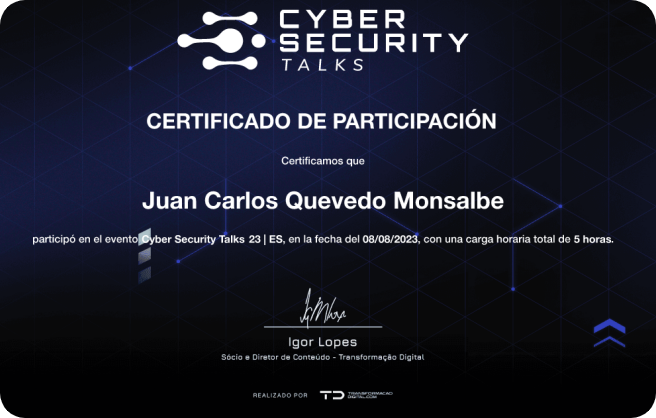 CYBER
SECURITY
TALKS
CERTIFICADO DE PARTICIPACIÓN
Certificamos que
Juan Carlos Quevedo Monsalbe
participó en el evento Cyber Security Talks 23 | ES, en la fecha del 08/08/2023, con una carga horaria total de 5 horas.
Igor Lopes
Sócio e Diretor de Conteúdo - Transformação Digital
REALIZADO POR TD TRANSFORMACAO
DIGITAL.COM